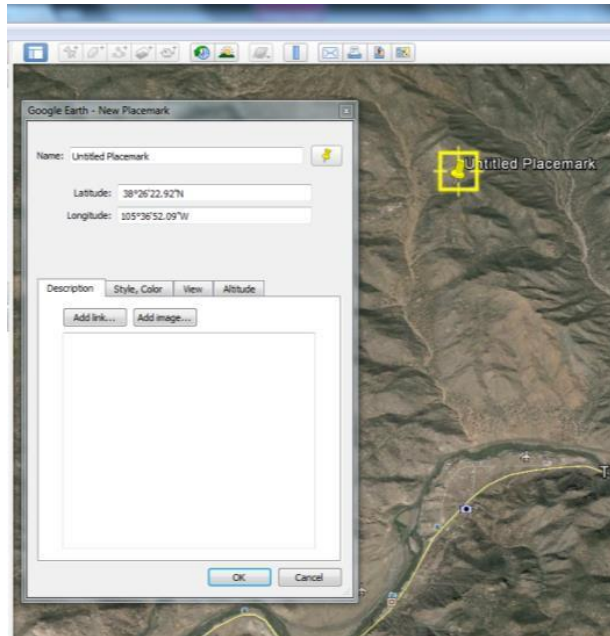 Google Earth - New Placemark
Name: Untitled Placemark
Untitled Placemark
Latitude: 38°26'22.92"N
Longitude: 105°36'52.09"W
Description Style, Color View Altitude
Add link... Add image...
T
OK Cancel